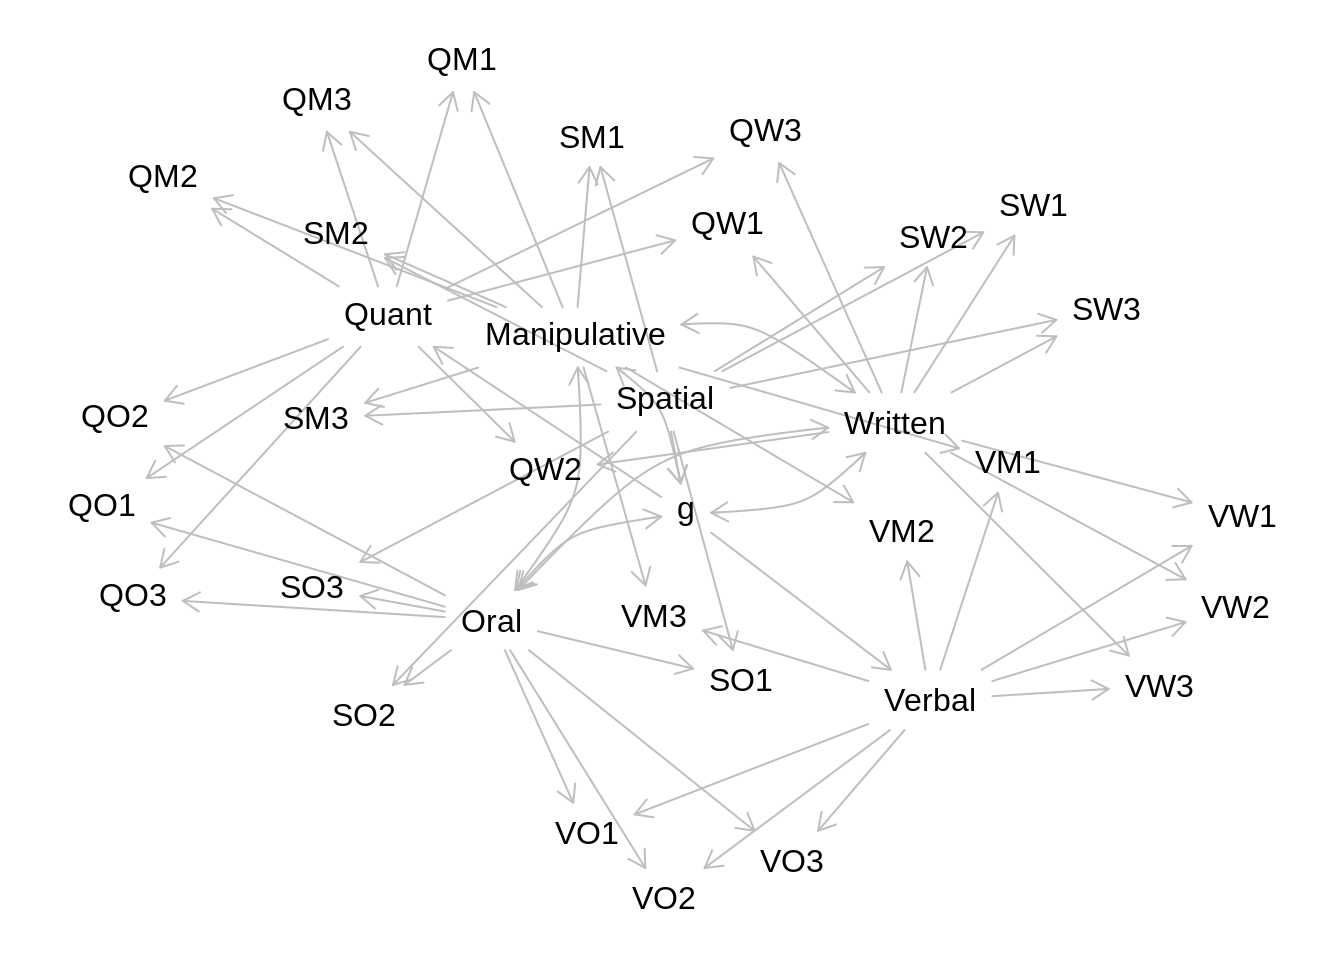 QM1
QM3
SM1
QW3
QM2
SW1
QW1
SM2
SW2
SW3
Quant
Manipulative
Spatial
QO2
SM3
Written
VM1
QW2
QO1
g
VW1
VM2
SO3
QO3
VW2
VM3
Oral
SO1
VW3
Verbal
SO2
VO1
VO3
VO2